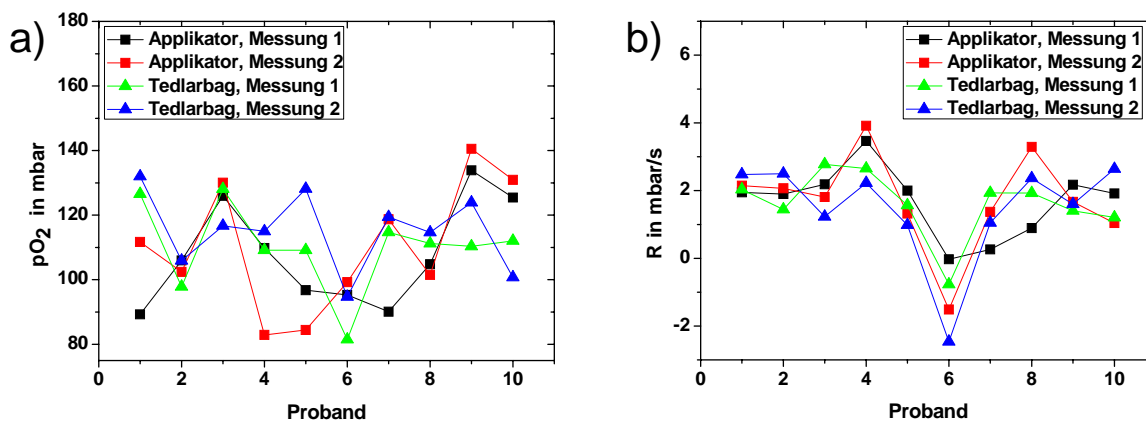 a)
Applikator, Messung 1
Applikator, Messung 2
Tedlarbag, Messung 1
Tedlarbag, Messung 2
180
160
140
120
100
80
pO2 in mbar
0 2 4 6 8 10
Proband
b)
Applikator, Messung 1
Applikator, Messung 2
Tedlarbag, Messung 1
Tedlarbag, Messung 2
6
4
2
0
-2
R in mbar/s
0 2 4 6 8 10
Proband